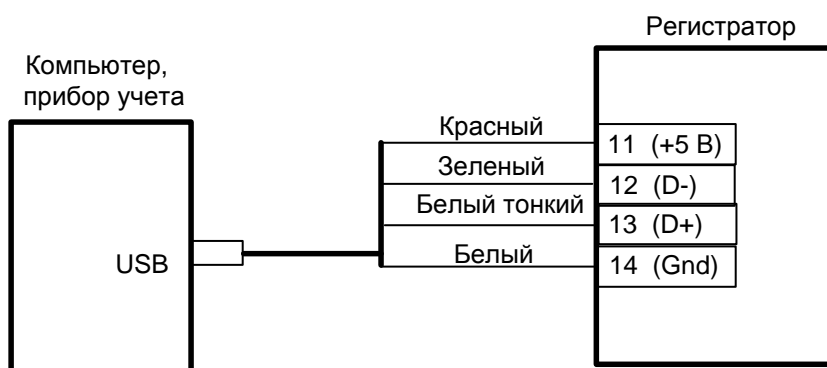 Регистратор
Компьютер,
прибор учета
Красный
11 (+5 В)
Зеленый
12 (D-)
Белый тонкий
13 (D+)
Белый
14 (Gnd)
USB